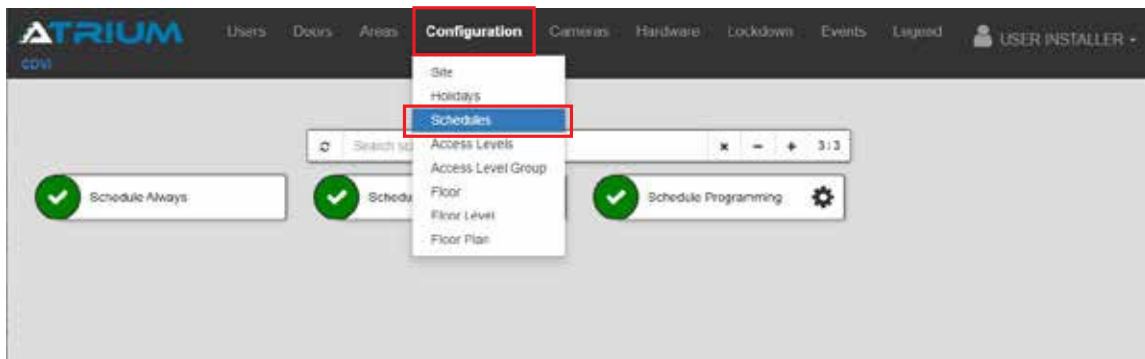 ATRIUM
CDVI
Users Doors Areas Configuration Cameras Hardware Lockdown Events Legend USER INSTALLER
Site
Holidays
Schedules
Access Levels
Access Level Group
Floor
Floor Level
Floor Plan
Search 3:3
Schedule Always
Schedule Programming